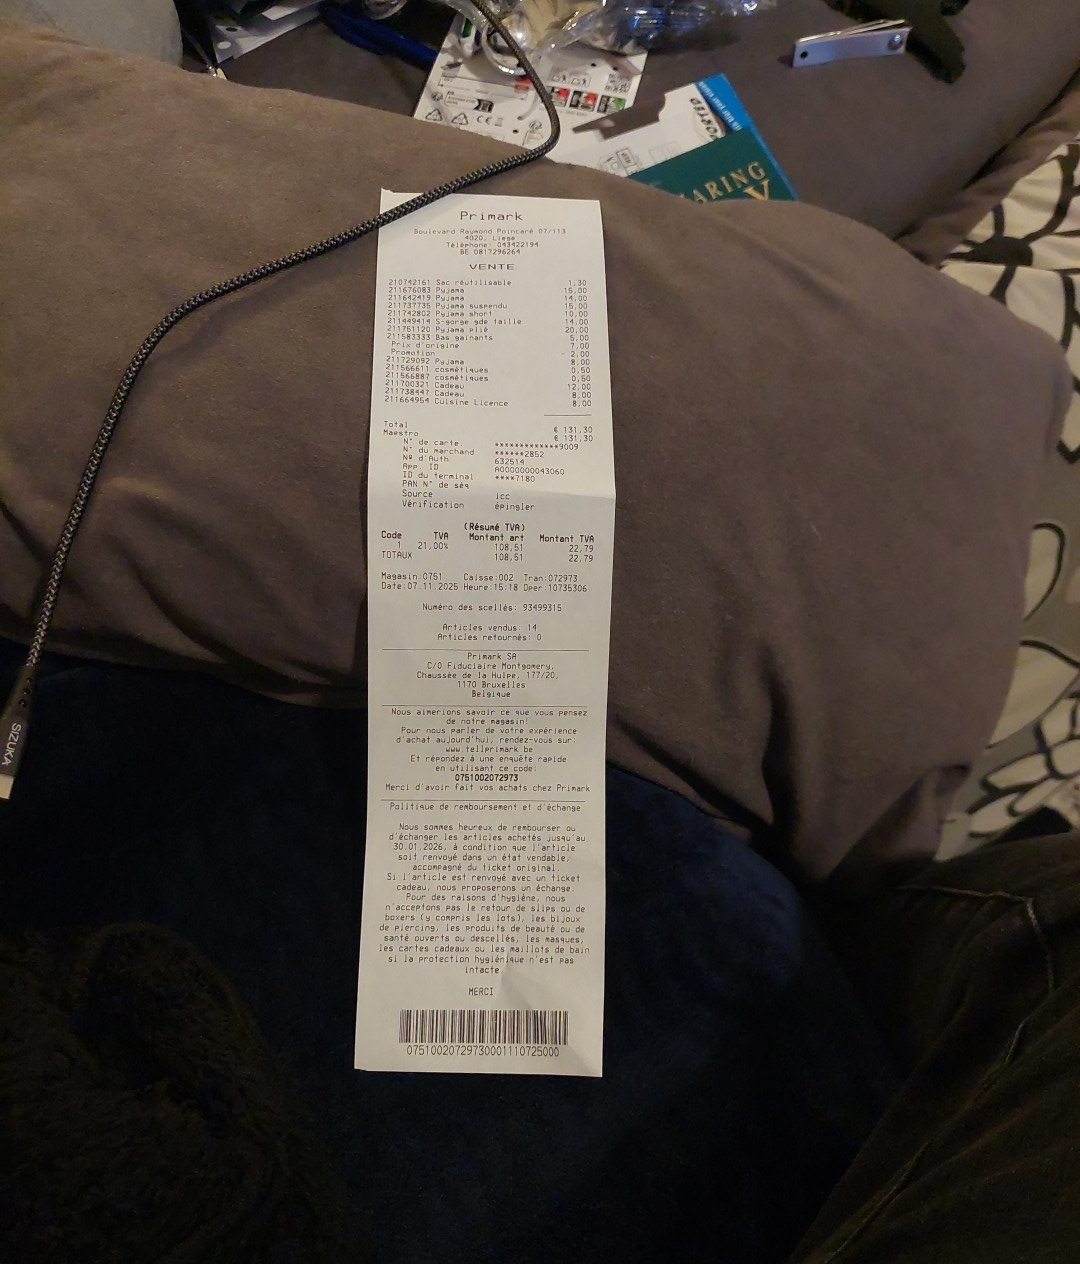 ARING
V
ORTED
CE
SIZUKA
Primark
Boulevard Raymond Poincaré 07/113
4020, Liege
Téléphone: 043422194
BE 0817296264
VENTE
210742161 Sac réutilisable 1,30
211676083 Pyjama 15,00
211642419 Pyjama 14,00
211737735 Pyjama suspendu 15,00
211742802 Pyjama short 10,00
211449414 S-gorge gde taille 14,00
211751120 Pyjama plié 20,00
211583333 Bas gainants 5,00
Prix d'origine 7,00
Promotion - 2,00
211729092 Pyjama 8,00
211566611 cosmétiques 0,50
211566887 cosmétiques 0,50
211700321 Cadeau 12,00
211738447 Cadeau 8,00
211664954 Cuisine Licence 8,00
Total € 131,30
Maestro € 131,30
N° de carte. ************9009
N° du marchand ******2852
Nº d'Auth 632514
App. ID A0000000043060
ID du terminal ****7180
PAN N° de séq
Source icc
Vérification épingler
(Résumé TVA)
Code TVA Montant art Montant TVA
1 21,00% 108,51 22,79
TOTAUX 108,51 22,79
Magasin:0751 Caisse:002 Tran:072973
Date:07.11.2025 Heure:15:18 Oper:10735306
Numéro des scellés: 93499315
Articles vendus: 14
Articles retournés: 0
Primark SA
C/O Fiduciaire Montgomery,
Chaussée de la Hulpe, 177/20,
1170 Bruxelles
Belgique
Nous aimerions savoir ce que vous pensez
de notre magasin!
Pour nous parler de votre expérience
d'achat aujourd'hui, rendez-vous sur:
www.tellprimark.be
Et répondez à une enquête rapide
en utilisant ce code:
0751002072973
Merci d'avoir fait vos achats chez Primark
Politique de remboursement et d'échange
Nous sommes heureux de rembourser ou
d'échanger les articles achetés jusqu'au
30.01.2026, à condition que l'article
soit renvoyé dans un état vendable,
accompagné du ticket original.
Si l'article est renvoyé avec un ticket
cadeau, nous proposerons un échange.
Pour des raisons d'hygiène, nous
n'acceptons pas le retour de slips ou de
boxers (y compris les lots), les bijoux
de piercing, les produits de beauté ou de
santé ouverts ou descellés, les masques,
les cartes cadeaux ou les maillots de bain
si la protection hygiénique n'est pas
intacte.
MERCI
07510020729730001110725000